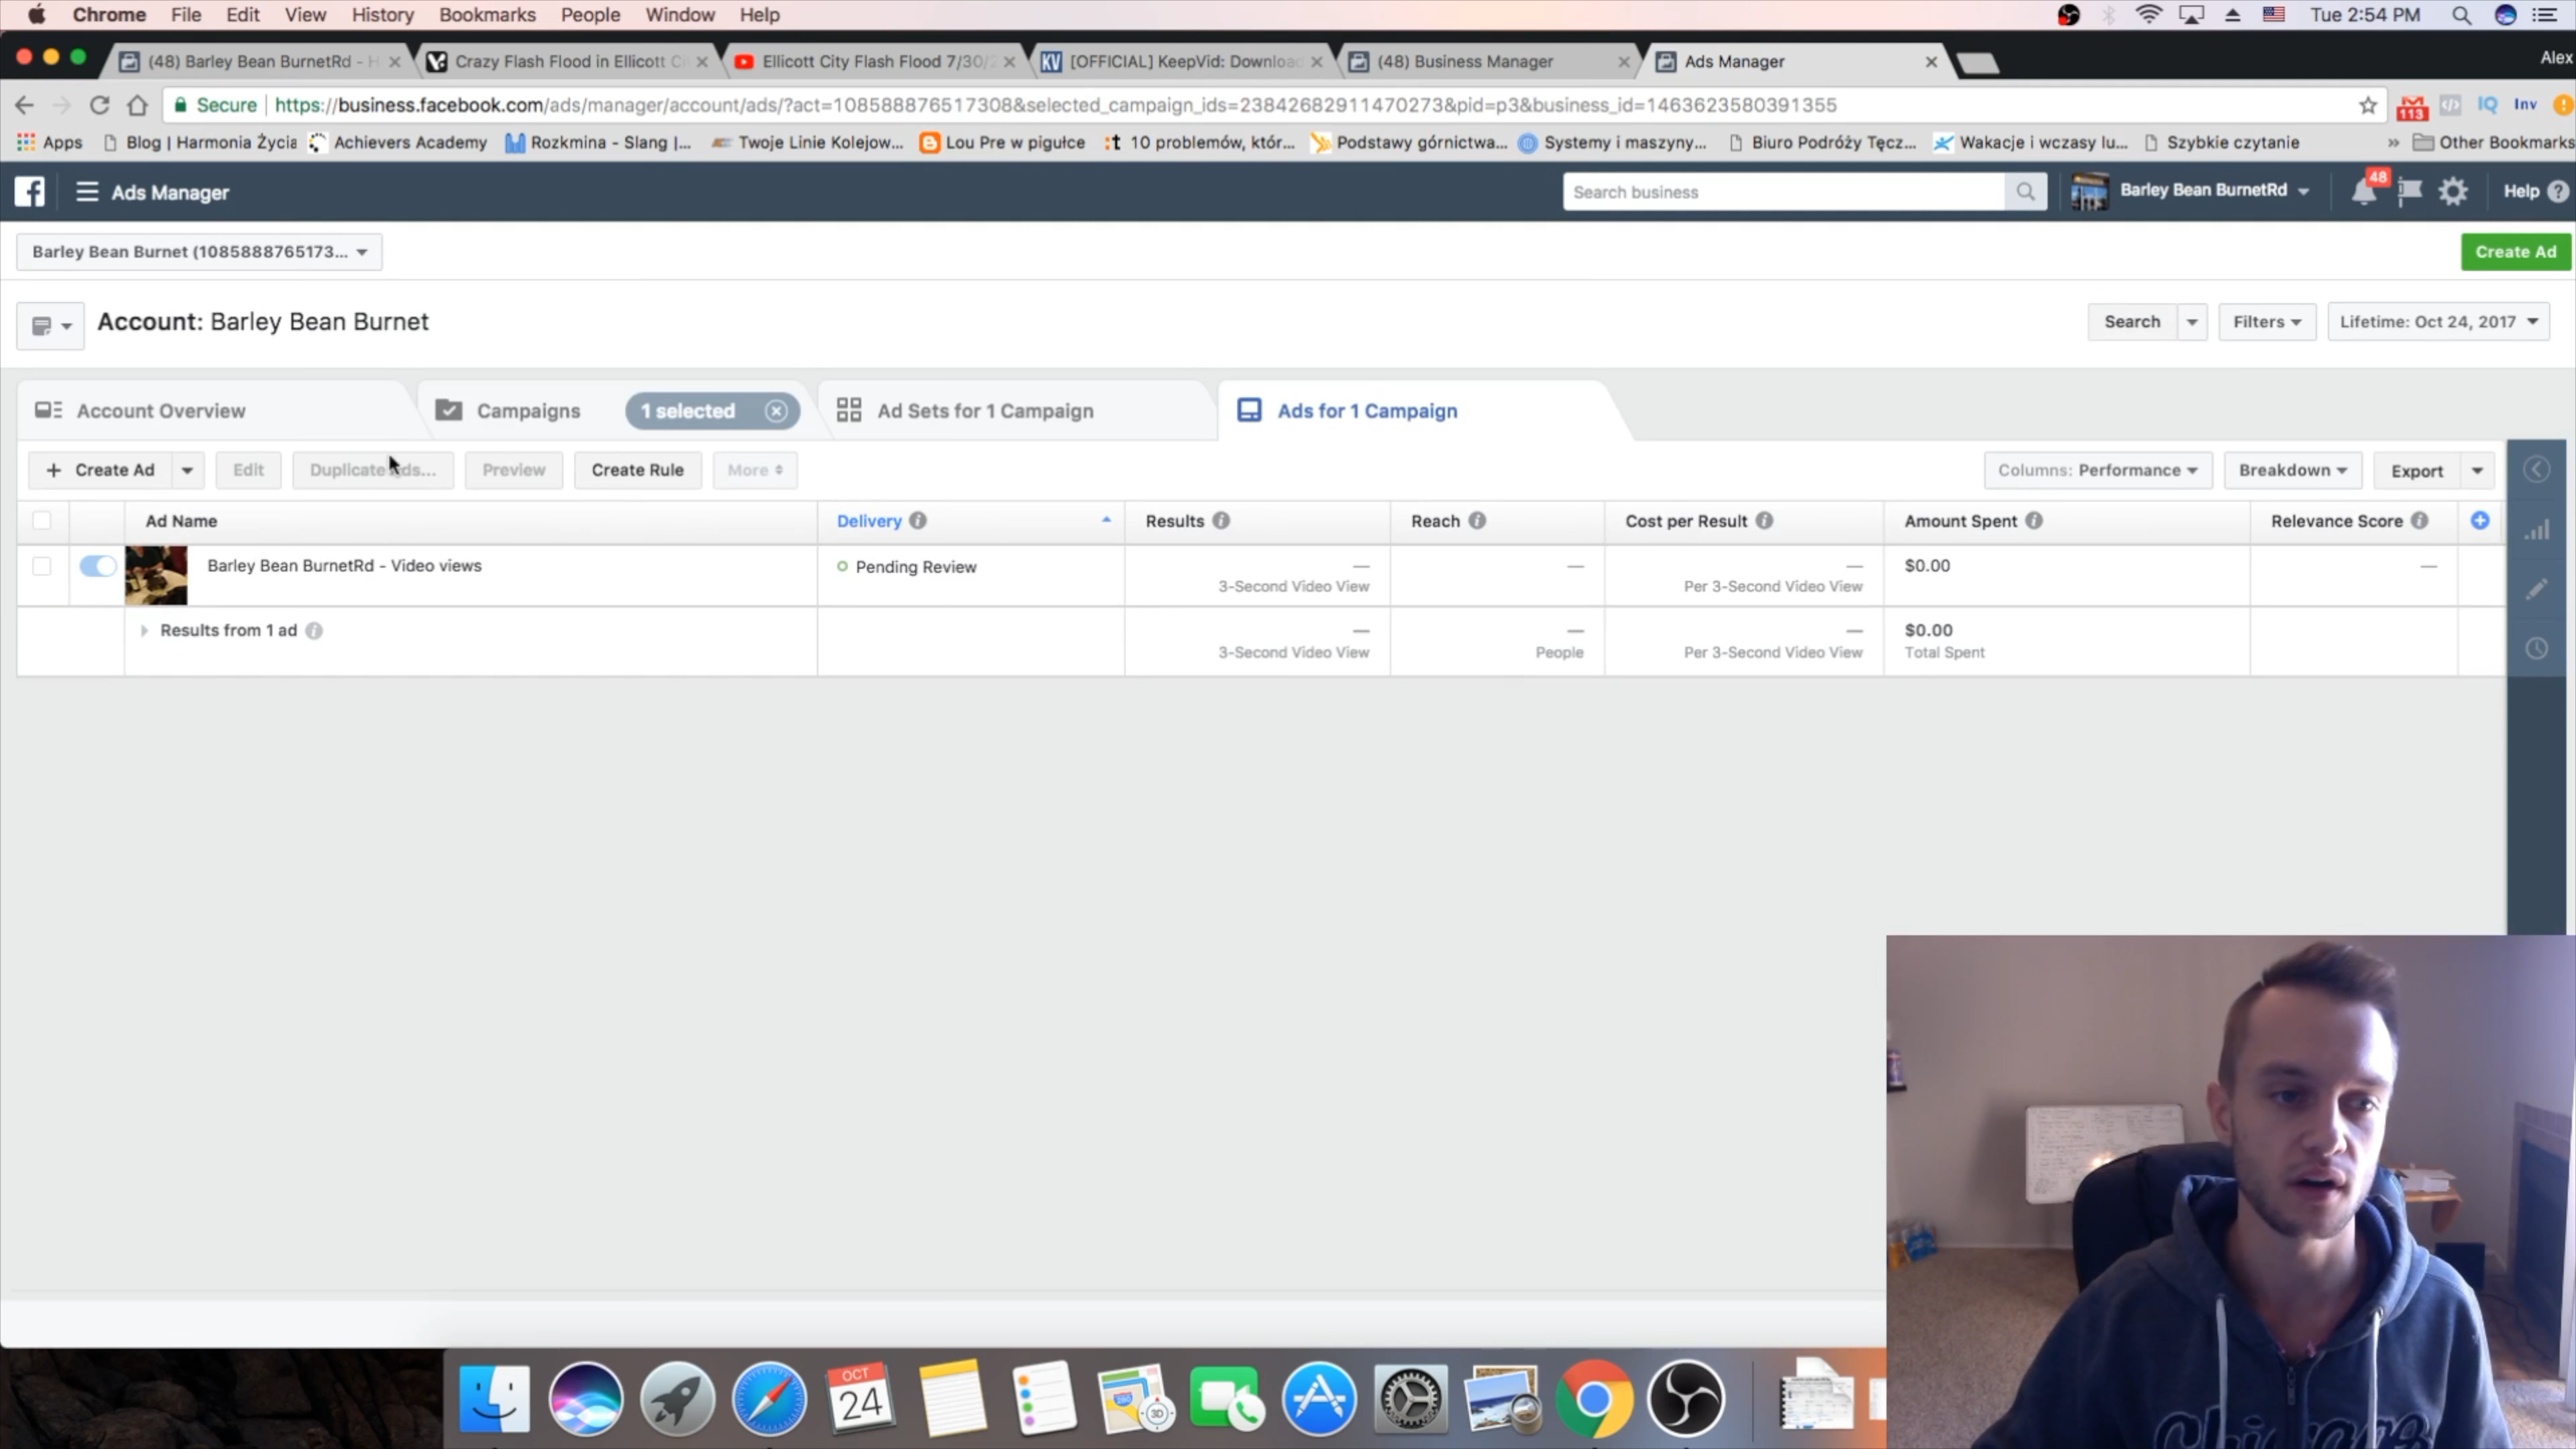 Chrome File Edit View History Bookmarks People Window Help Tue 2:54 PM
(48) Barley Bean BurnetRd - H Crazy Flash Flood in Ellicott Ci Ellicott City Flash Flood 7/30/2 KV [OFFICIAL] KeepVid: Download (48) Business Manager Ads Manager Alex
Secure https://business.facebook.com/ads/manager/account/ads/?act=108588876517308&selected_campaign_ids=23842682911470273&pid=p3&business_id=1463623580391355 113 IQ Inv
Apps Blog | Harmonia Życia Achievers Academy Rozkmina - Slang |... Twoje Linie Kolejow... Lou Pre w pigułce :t 10 problemów, któr... Podstawy górnictwa... Systemy i maszyny... Biuro Podróży Tęcz... Wakacje i wczasy lu... Szybkie czytanie » Other Bookmarks
Ads Manager Search business Barley Bean BurnetRd 48 Help
Barley Bean Burnet (1085888765173... Create Ad
Account: Barley Bean Burnet Search Filters Lifetime: Oct 24, 2017
Account Overview Campaigns 1 selected Ad Sets for 1 Campaign Ads for 1 Campaign
+ Create Ad Edit Duplicate Ads... Preview Create Rule More Columns: Performance Breakdown Export
Ad Name Delivery Results Reach Cost per Result Amount Spent Relevance Score
Barley Bean BurnetRd - Video views Pending Review — — — $0.00 —
3-Second Video View Per 3-Second Video View
Results from 1 ad — — — $0.00
3-Second Video View People Per 3-Second Video View Total Spent
OCT
24
280
3D